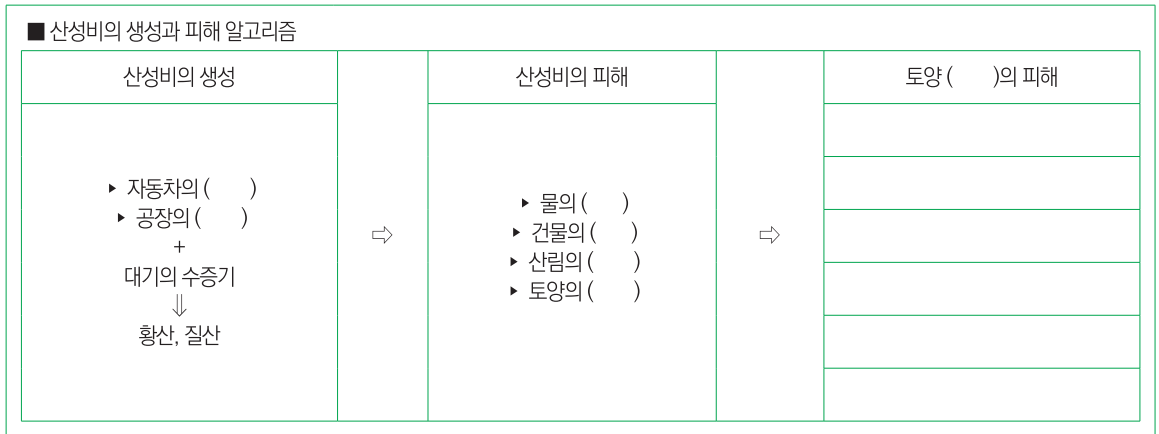 ■ 산성비의 생성과 피해 알고리즘
산성비의 생성
▸ 자동차의 ( )
▸ 공장의 ( )
+
대기의 수증기
⇓
황산, 질산
⇨
산성비의 피해
▸ 물의 ( )
▸ 건물의 ( )
▸ 산림의 ( )
▸ 토양의 ( )
⇨
토양 ( )의 피해